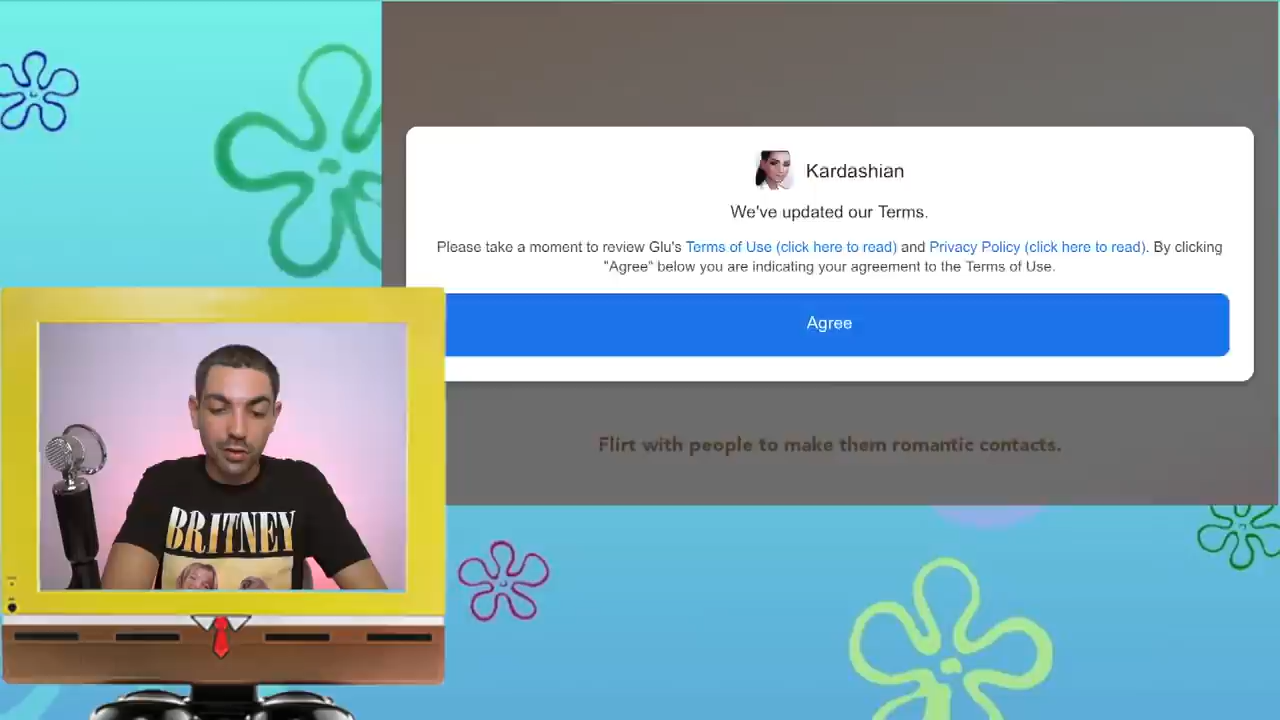 Kardashian
We've updated our Terms.
Please take a moment to review Glu's Terms of Use (click here to read) and Privacy Policy (click here to read). By clicking
"Agree" below you are indicating your agreement to the Terms of Use.
Agree
Flirt with people to make them romantic contacts.
BRITNEY